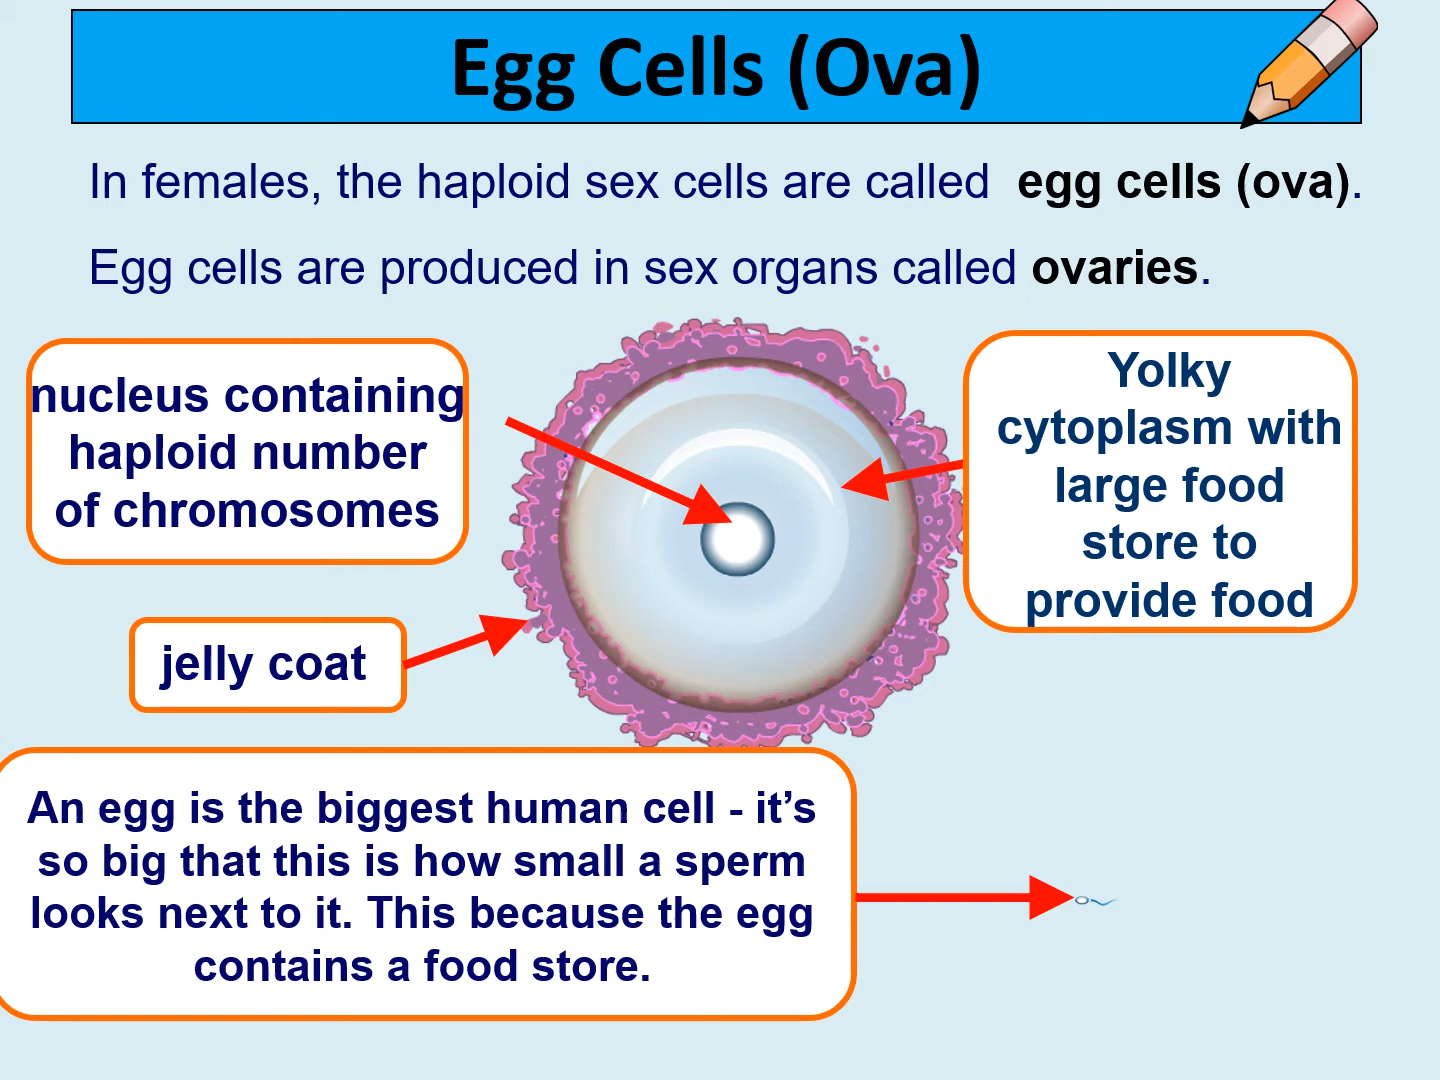 Egg Cells (Ova)
In females, the haploid sex cells are called egg cells (ova).
Egg cells are produced in sex organs called ovaries.
nucleus containing
haploid number
of chromosomes
Yolky
cytoplasm with
large food
store to
provide food
jelly coat
An egg is the biggest human cell - it’s
so big that this is how small a sperm
looks next to it. This because the egg
contains a food store.